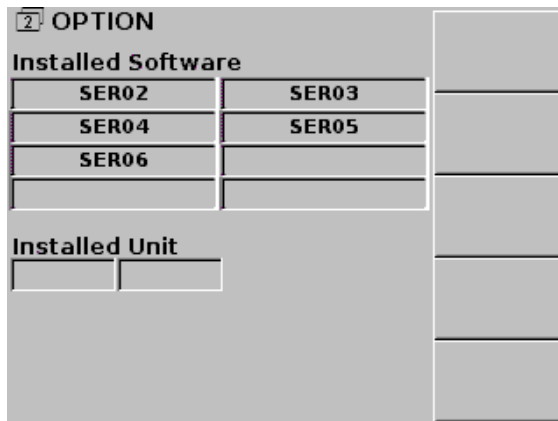 2 OPTION
Installed Software
SER02 SER03
SER04 SER05
SER06
Installed Unit